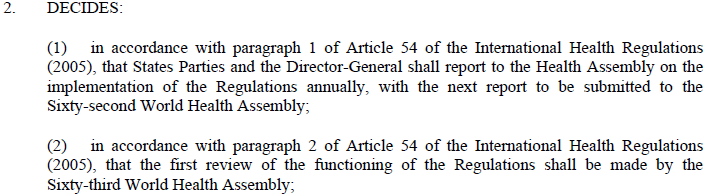 2. DECIDES:
(1) in accordance with paragraph 1 of Article 54 of the International Health Regulations
(2005), that States Parties and the Director-General shall report to the Health Assembly on the
implementation of the Regulations annually, with the next report to be submitted to the
Sixty-second World Health Assembly;
(2) in accordance with paragraph 2 of Article 54 of the International Health Regulations
(2005), that the first review of the functioning of the Regulations shall be made by the
Sixty-third World Health Assembly;